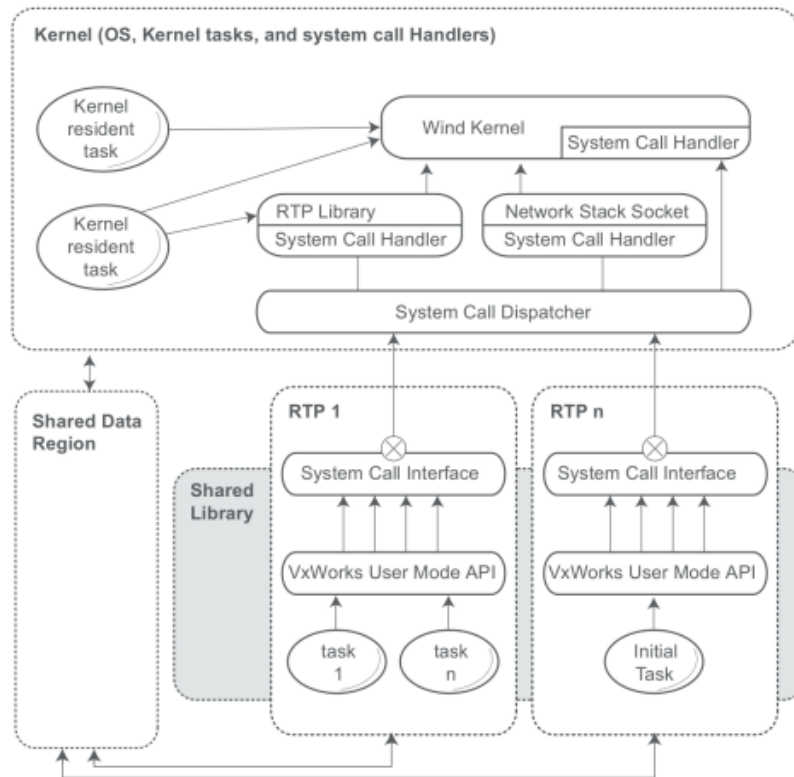 Kernel (OS, Kernel tasks, and system call Handlers)
Kernel
resident
task
Wind Kernel
System Call Handler
Kernel
resident
task
RTP Library
System Call Handler
Network Stack Socket
System Call Handler
System Call Dispatcher
Shared Data
Region
Shared
Library
RTP 1
System Call Interface
VxWorks User Mode API
task
1
task
n
RTP n
System Call Interface
VxWorks User Mode API
Initial
Task